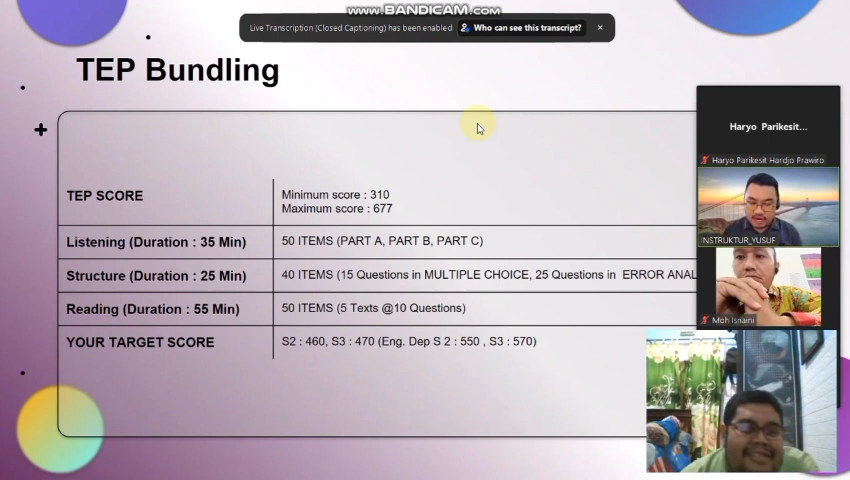 WWW.BANDICAM.COM
Live Transcription (Closed Captioning) has been enabled
Who can see this transcript?
TEP Bundling
Haryo Parikesit...
Haryo Parikesit Hardjo Prawiro
TEP SCORE
Minimum score : 310
Maximum score : 677
INSTRUKTUR_YUSUF
Listening (Duration : 35 Min)
50 ITEMS (PART A, PART B, PART C)
Structure (Duration : 25 Min)
40 ITEMS (15 Questions in MULTIPLE CHOICE, 25 Questions in ERROR ANAL
Reading (Duration : 55 Min)
50 ITEMS (5 Texts @10 Questions)
Moh Isnaini
YOUR TARGET SCORE
S2 : 460, S3 : 470 (Eng. Dep S 2 : 550 , S3 : 570)